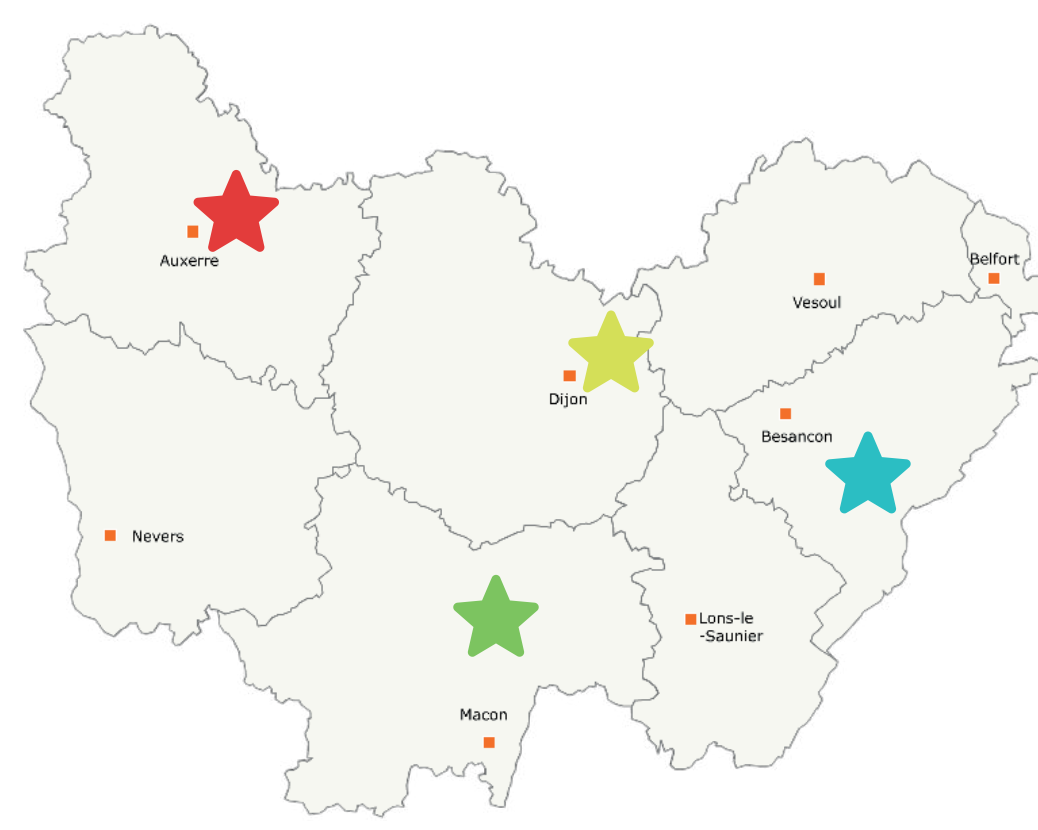 Auxerre
Belfort
Vesoul
Dijon
Besancon
Nevers
Lons-le
-Saunier
Macon